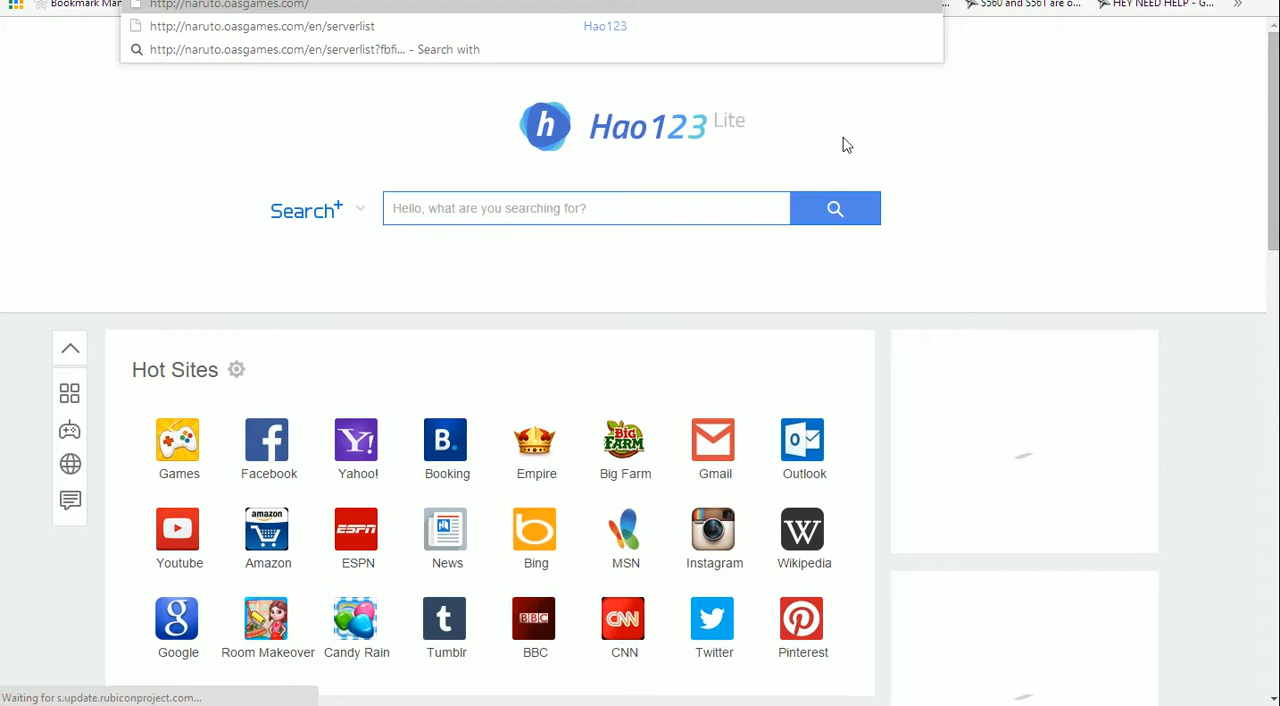 Bookmark Man
http://naruto.oasgames.com/
S560 and S561 are o...
HEY NEED HELP - G...
http://naruto.oasgames.com/en/serverlist
Hao123
http://naruto.oasgames.com/en/serverlist?fbfi... - Search with
h Hao123 Lite
Search+
Hello, what are you searching for?
Hot Sites
Games Facebook Yahoo! Booking Empire Big Farm Gmail Outlook
Youtube Amazon ESPN News Bing MSN Instagram Wikipedia
Google Room Makeover Candy Rain Tumblr BBC CNN Twitter Pinterest
Waiting for s.update.rubiconproject.com...